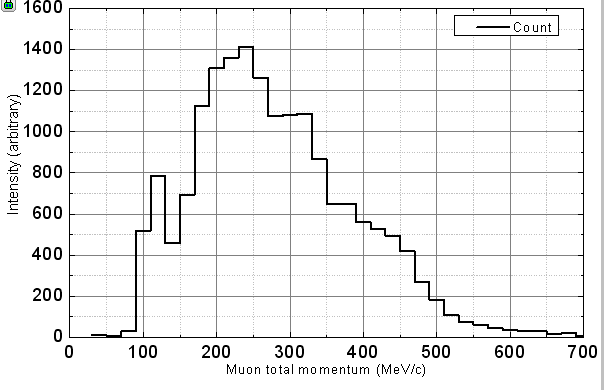 1600
Count
1400
1200
1000
800
600
400
200
0
Intensity (arbitrary)
0 100 200 300 400 500 600 700
Muon total momentum (MeV/c)